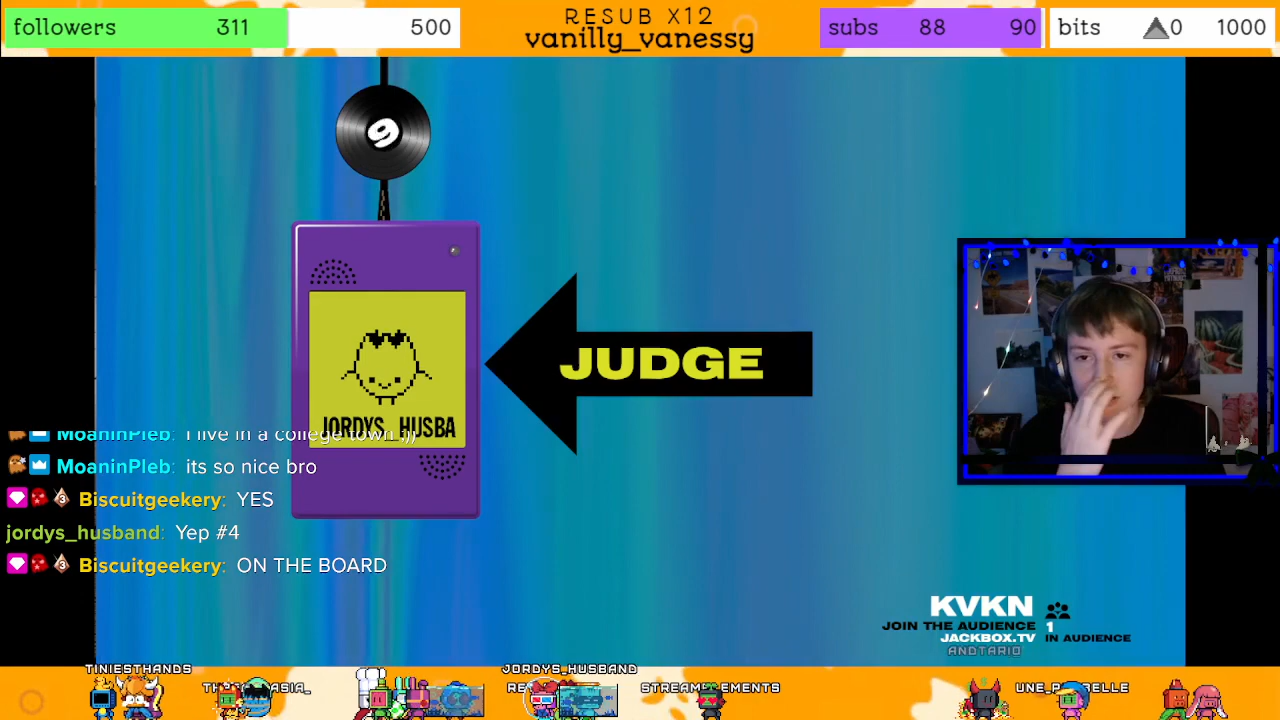 followers 311 500
RESUB X12
vanilly_vanessy
subs 88 90
bits 0 1000
9
JUDGE
JORDYS_HUSBA
MoaninPleb: I live in a college town :))
MoaninPleb: its so nice bro
Biscuitgeekery: YES
jordys_husband: Yep #4
Biscuitgeekery: ON THE BOARD
KVKN
JOIN THE AUDIENCE 1
JACKBOX.TV IN AUDIENCE
ANDTARIO
TINIESTHANDS JORDYS_HUSBAND